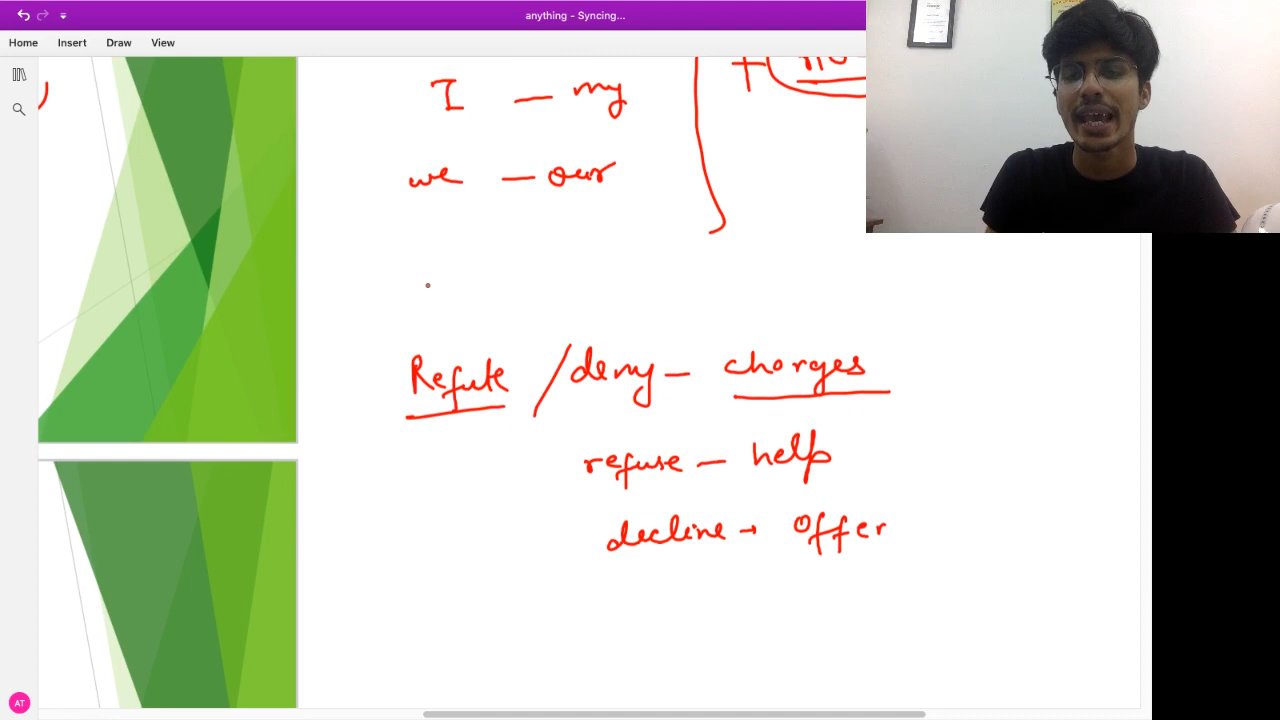 anything - Syncing...
Home Insert Draw View
I — my
we — our
Refute / deny — charges
refuse — help
decline → offer
AT